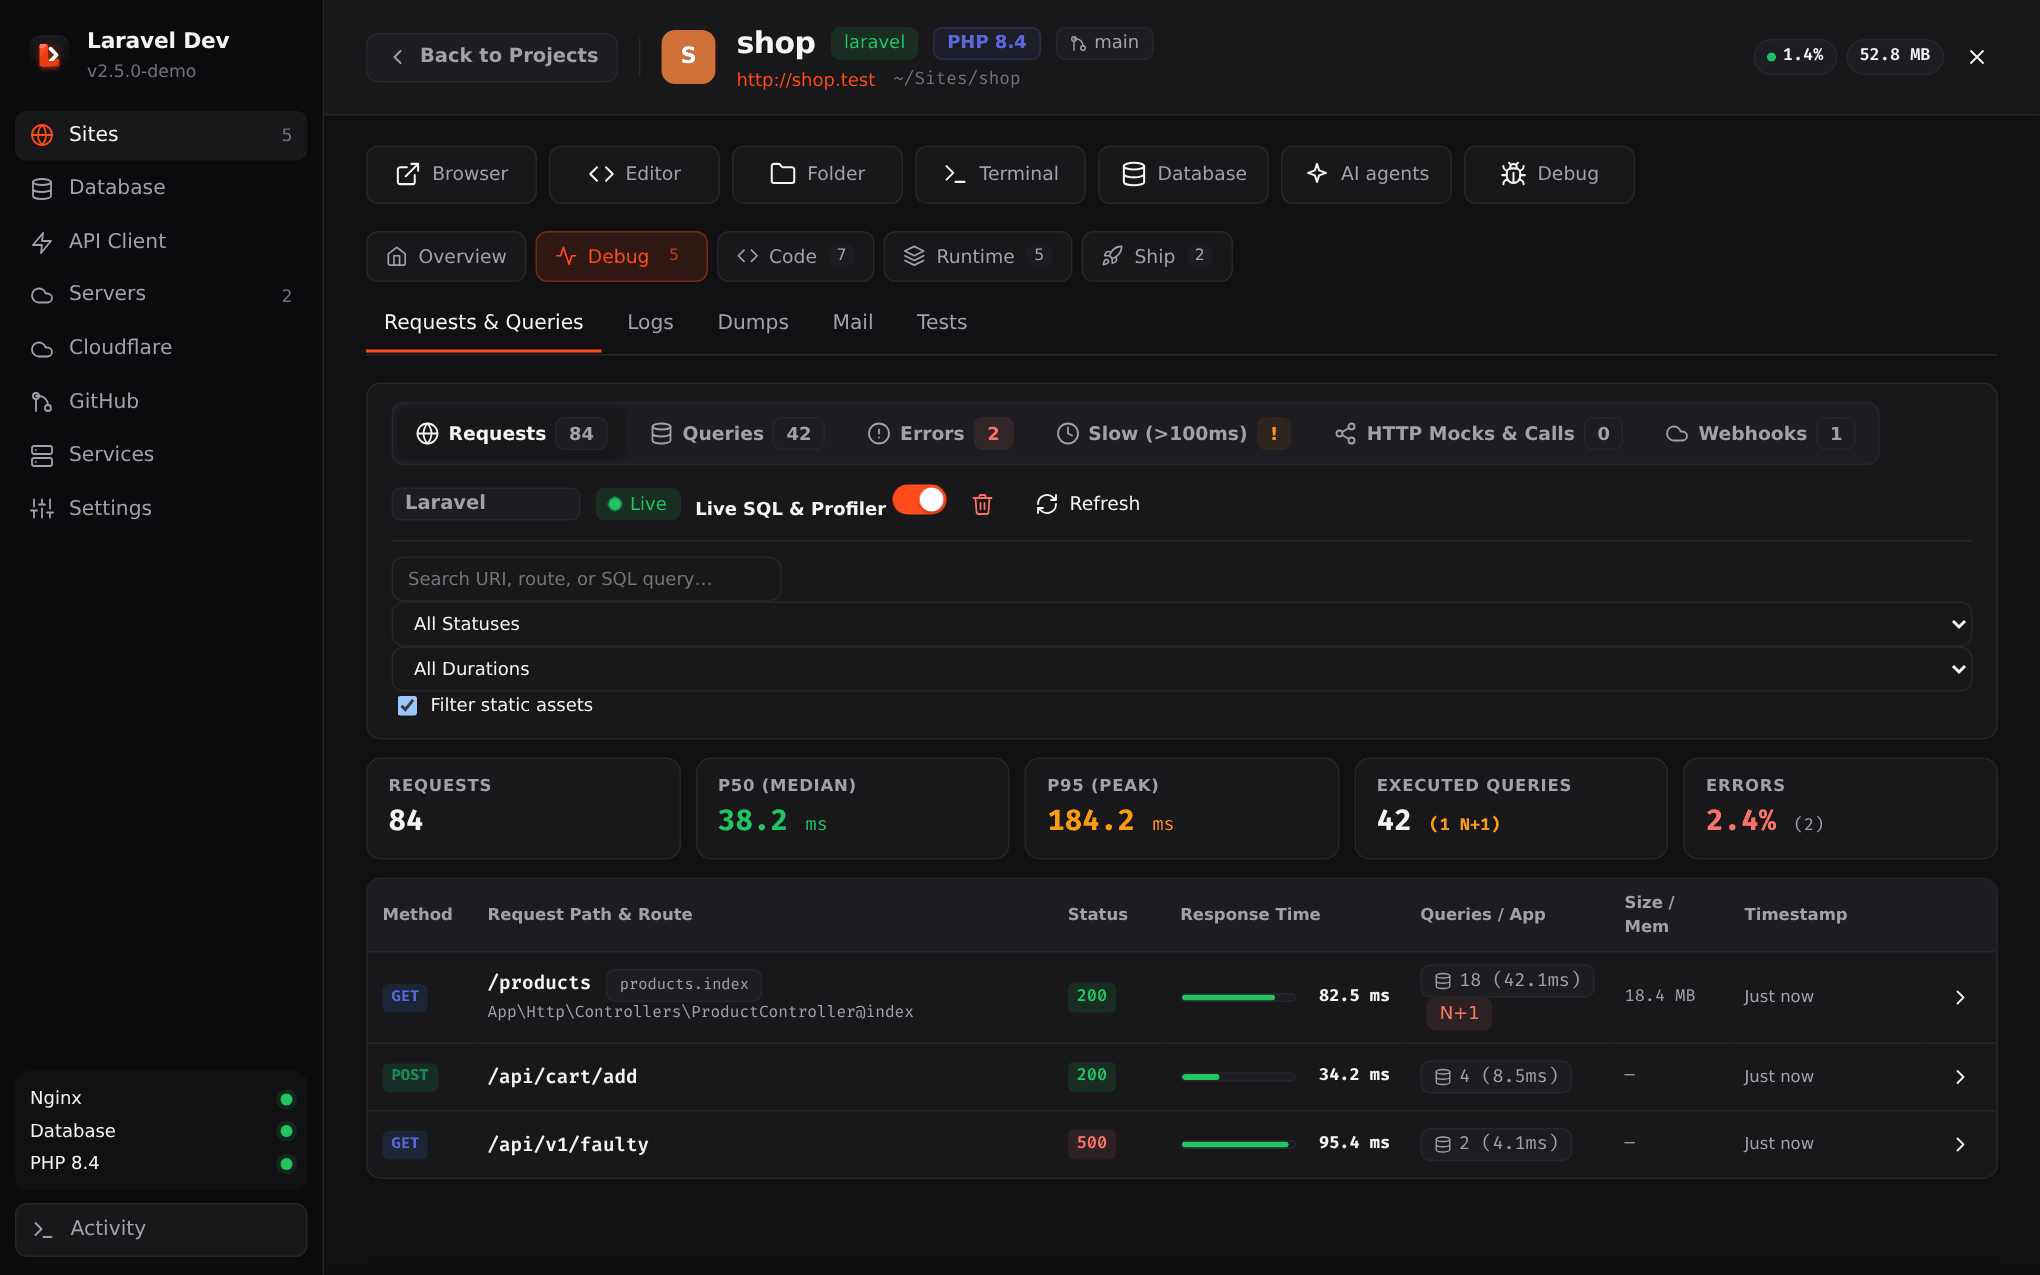 Laravel Dev
v2.5.0-demo
Sites 5
Database
API Client
Servers 2
Cloudflare
GitHub
Services
Settings
Nginx
Database
PHP 8.4
Activity
Back to Projects
S
shop laravel PHP 8.4 main
http://shop.test ~/Sites/shop
1.4% 52.8 MB
Browser Editor Folder Terminal Database AI agents Debug
Overview Debug 5 Code 7 Runtime 5 Ship 2
Requests & Queries Logs Dumps Mail Tests
Requests 84 Queries 42 Errors 2 Slow (>100ms) ! HTTP Mocks & Calls 0 Webhooks 1
Laravel Live Live SQL & Profiler Refresh
Search URI, route, or SQL query...
All Statuses
All Durations
Filter static assets
REQUESTS
84
P50 (MEDIAN)
38.2 ms
P95 (PEAK)
184.2 ms
EXECUTED QUERIES
42 (1 N+1)
ERRORS
2.4% (2)
Method Request Path & Route Status Response Time Queries / App Size / Mem Timestamp
GET /products products.index 200 82.5 ms 18 (42.1ms) 18.4 MB Just now
App\Http\Controllers\ProductController@index N+1
POST /api/cart/add 200 34.2 ms 4 (8.5ms) — Just now
GET /api/v1/faulty 500 95.4 ms 2 (4.1ms) — Just now